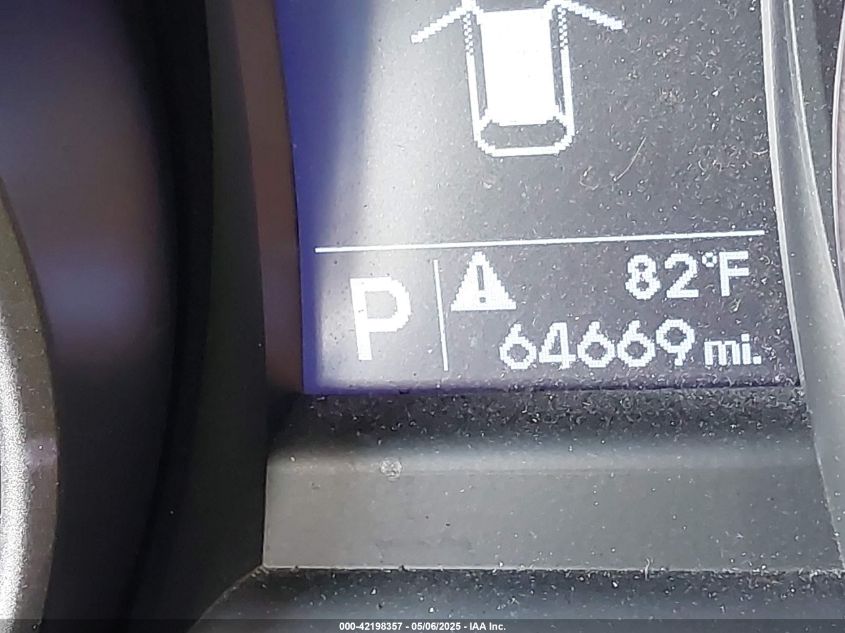 82°F
P
64669 mi.
000-42198357 - 05/06/2025 - IAA Inc.